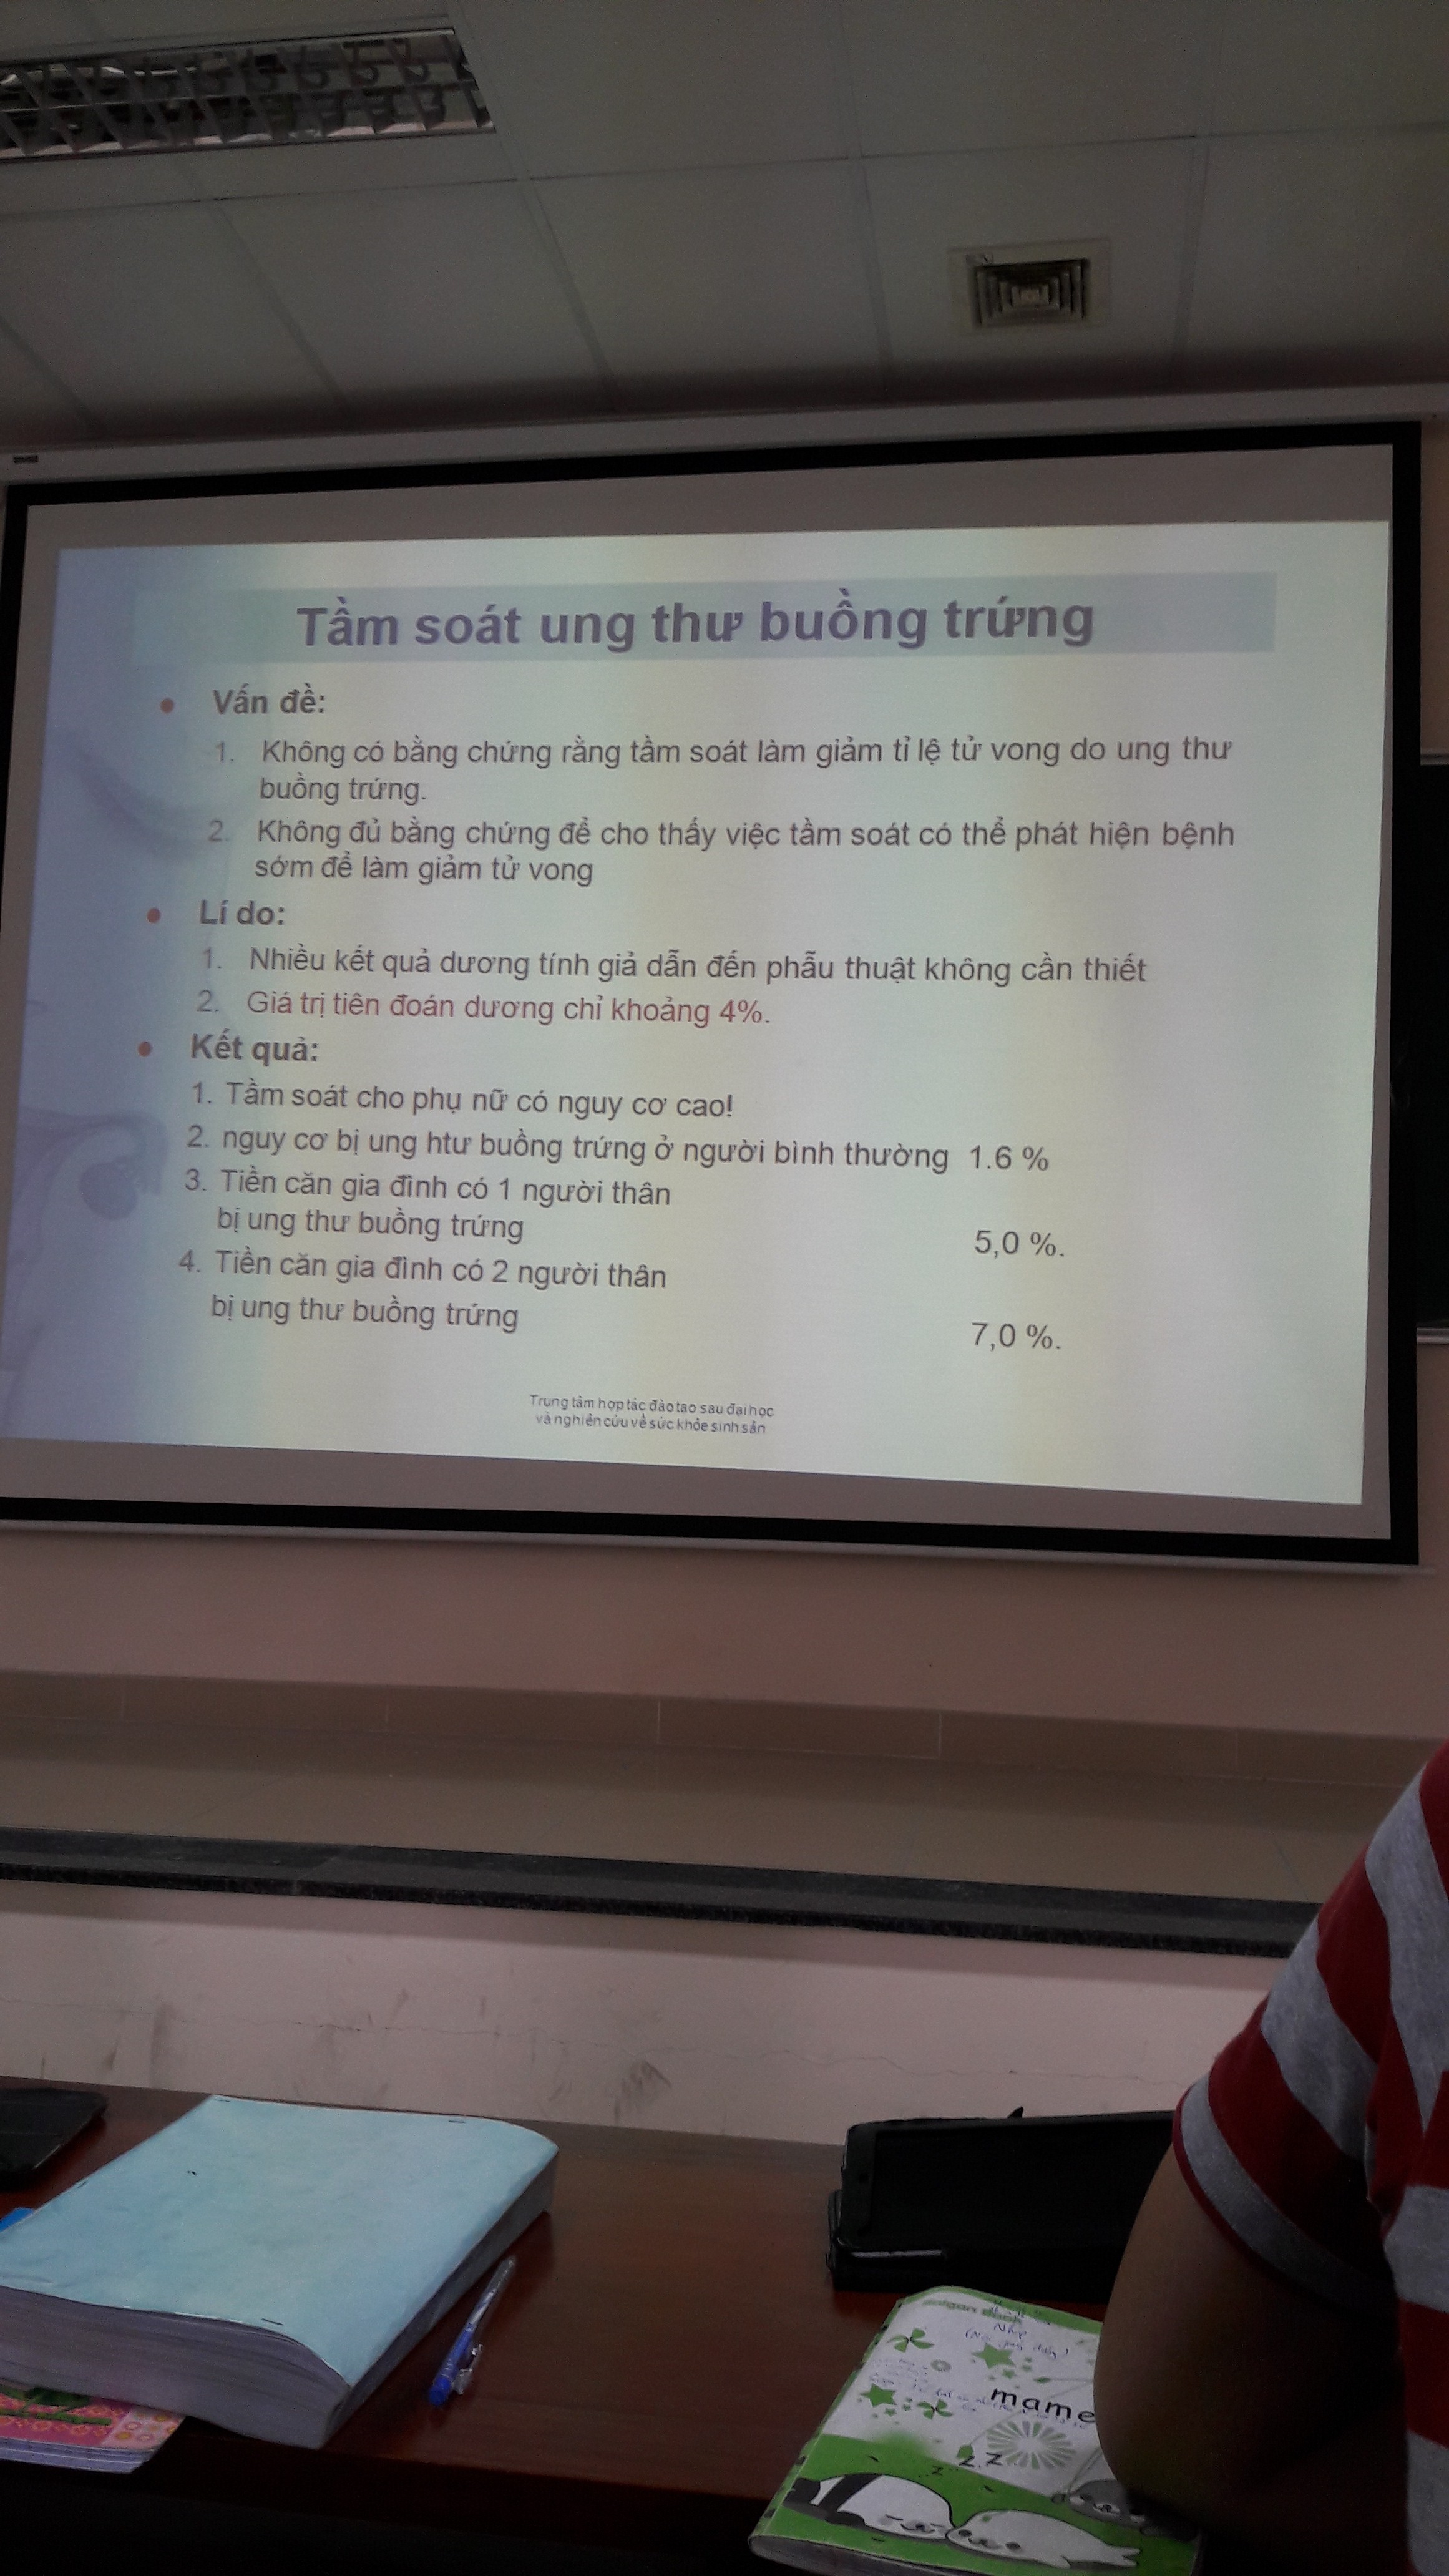 Tầm soát ung thư buồng trứng
Vấn đề:
1. Không có bằng chứng rằng tầm soát làm giảm tỉ lệ tử vong do ung thư
buồng trứng.
2. Không đủ bằng chứng để cho thấy việc tầm soát có thể phát hiện bệnh
sớm để làm giảm tử vong
Lí do:
1. Nhiều kết quả dương tính giả dẫn đến phẫu thuật không cần thiết
2. Giá trị tiên đoán dương chỉ khoảng 4%.
Kết quả:
1. Tầm soát cho phụ nữ có nguy cơ cao!
2. nguy cơ bị ung htư buồng trứng ở người bình thường 1.6 %
3. Tiền căn gia đình có 1 người thân
bị ung thư buồng trứng
5,0 %.
4. Tiền căn gia đình có 2 người thân
bị ung thư buồng trứng
7,0 %.
Trung tâm hợp tác đào tạo sau đại học
và nghiên cứu về sức khỏe sinh sản
mame
z z z